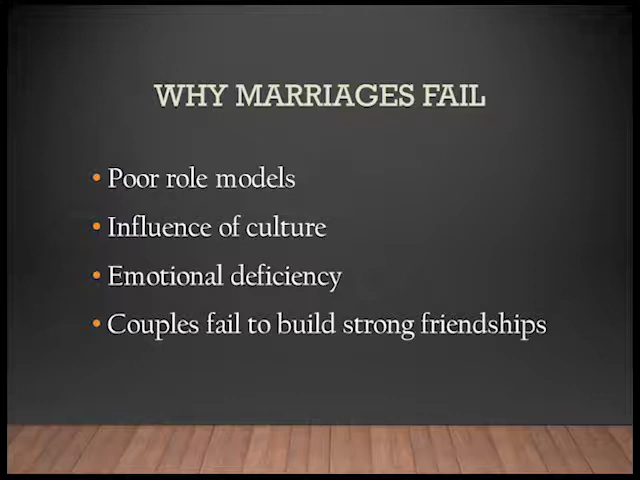 WHY MARRIAGES FAIL
• Poor role models
• Influence of culture
• Emotional deficiency
• Couples fail to build strong friendships